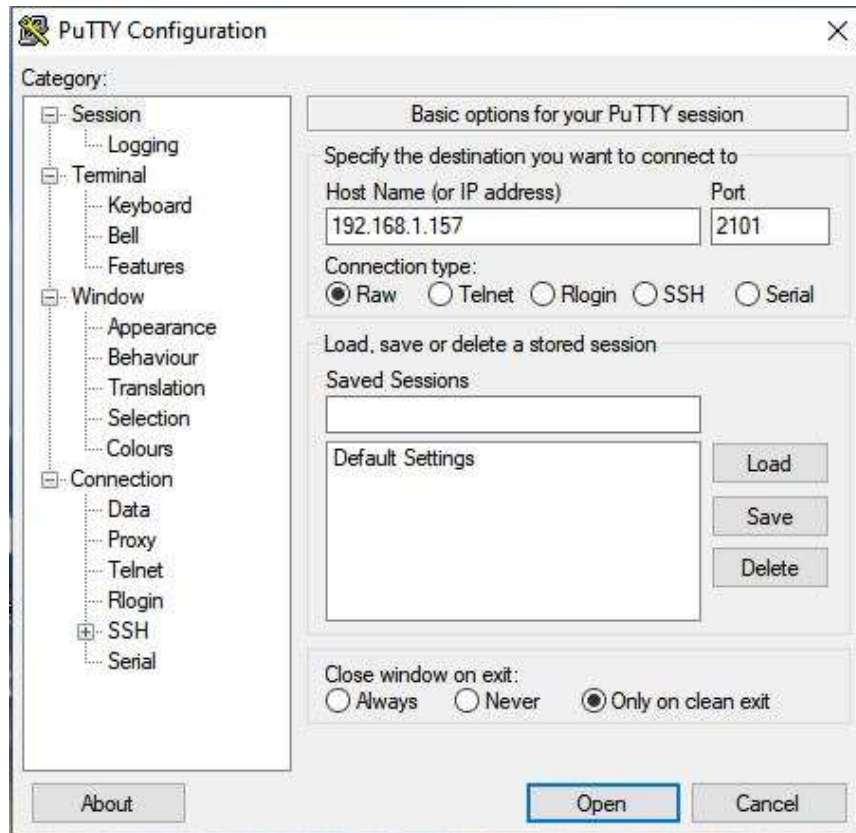 PuTTY Configuration
Category:
Session
Logging
Terminal
Keyboard
Bell
Features
Window
Appearance
Behaviour
Translation
Selection
Colours
Connection
Data
Proxy
Telnet
Rlogin
SSH
Serial
Basic options for your PuTTY session
Specify the destination you want to connect to
Host Name (or IP address) Port
192.168.1.157 2101
Connection type:
Raw Telnet Rlogin SSH Serial
Load, save or delete a stored session
Saved Sessions
Default Settings
Load
Save
Delete
Close window on exit:
Always Never Only on clean exit
About Open Cancel